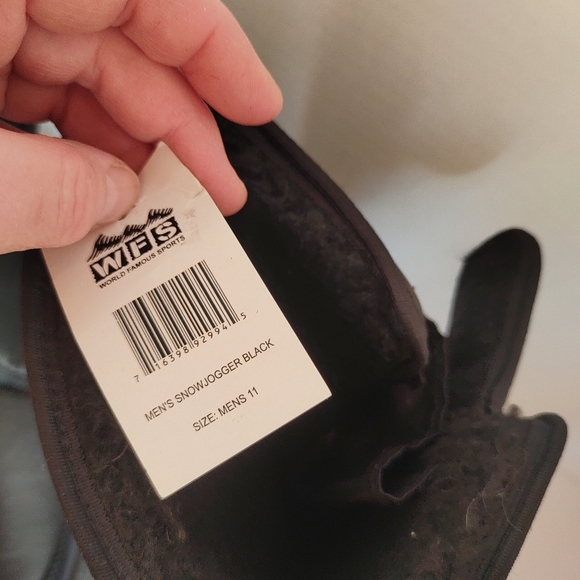 WFS
WORLD FAMOUS SPORTS
7 16398 92994 5
MEN'S SNOWJOGGER BLACK
SIZE: MENS 11